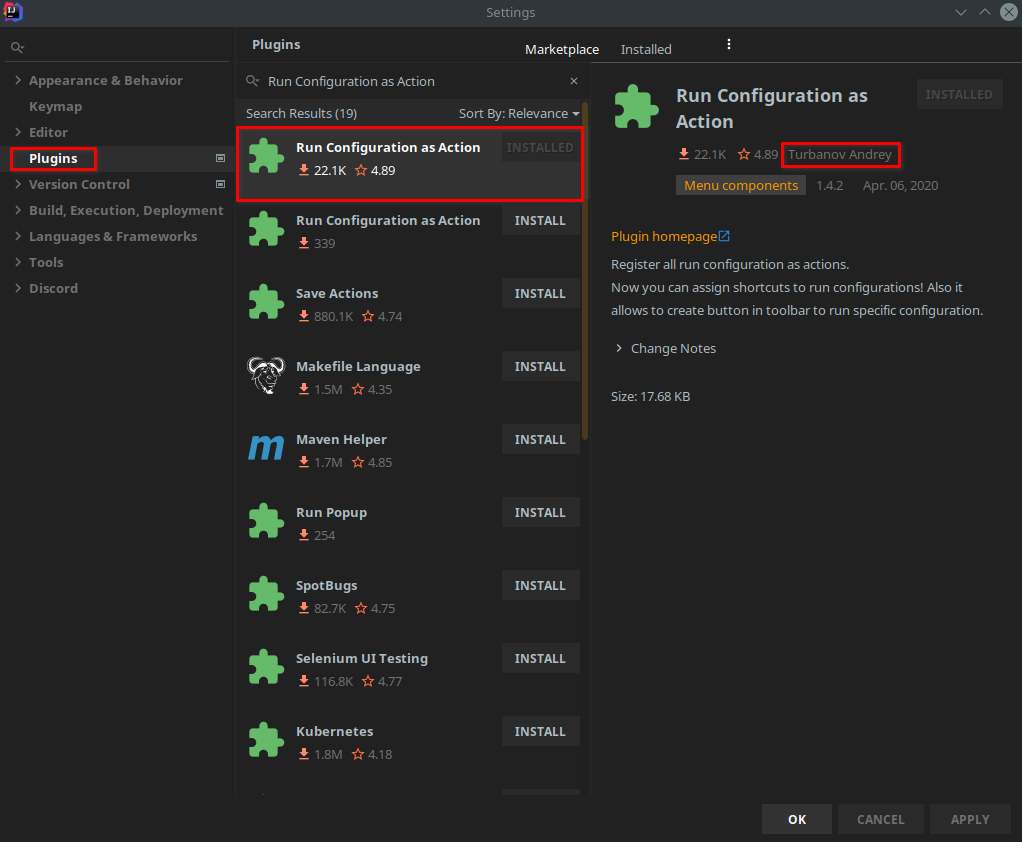 Settings
Appearance & Behavior
Keymap
Editor
Plugins
Version Control
Build, Execution, Deployment
Languages & Frameworks
Tools
Discord
Plugins
Marketplace
Installed
Run Configuration as Action
Search Results (19)
Sort By: Relevance
Run Configuration as Action
INSTALLED
22.1K 4.89
Run Configuration as Action
INSTALL
339
Save Actions
INSTALL
880.1K 4.74
Makefile Language
INSTALL
1.5M 4.35
Maven Helper
INSTALL
1.7M 4.85
Run Popup
INSTALL
254
SpotBugs
INSTALL
82.7K 4.75
Selenium UI Testing
INSTALL
116.8K 4.77
Kubernetes
INSTALL
1.8M 4.18
Run Configuration as
Action
INSTALLED
22.1K 4.89 Turbanov Andrey
Menu components 1.4.2 Apr. 06, 2020
Plugin homepage
Register all run configuration as actions.
Now you can assign shortcuts to run configurations! Also it
allows to create button in toolbar to run specific configuration.
Change Notes
Size: 17.68 KB
OK
CANCEL
APPLY